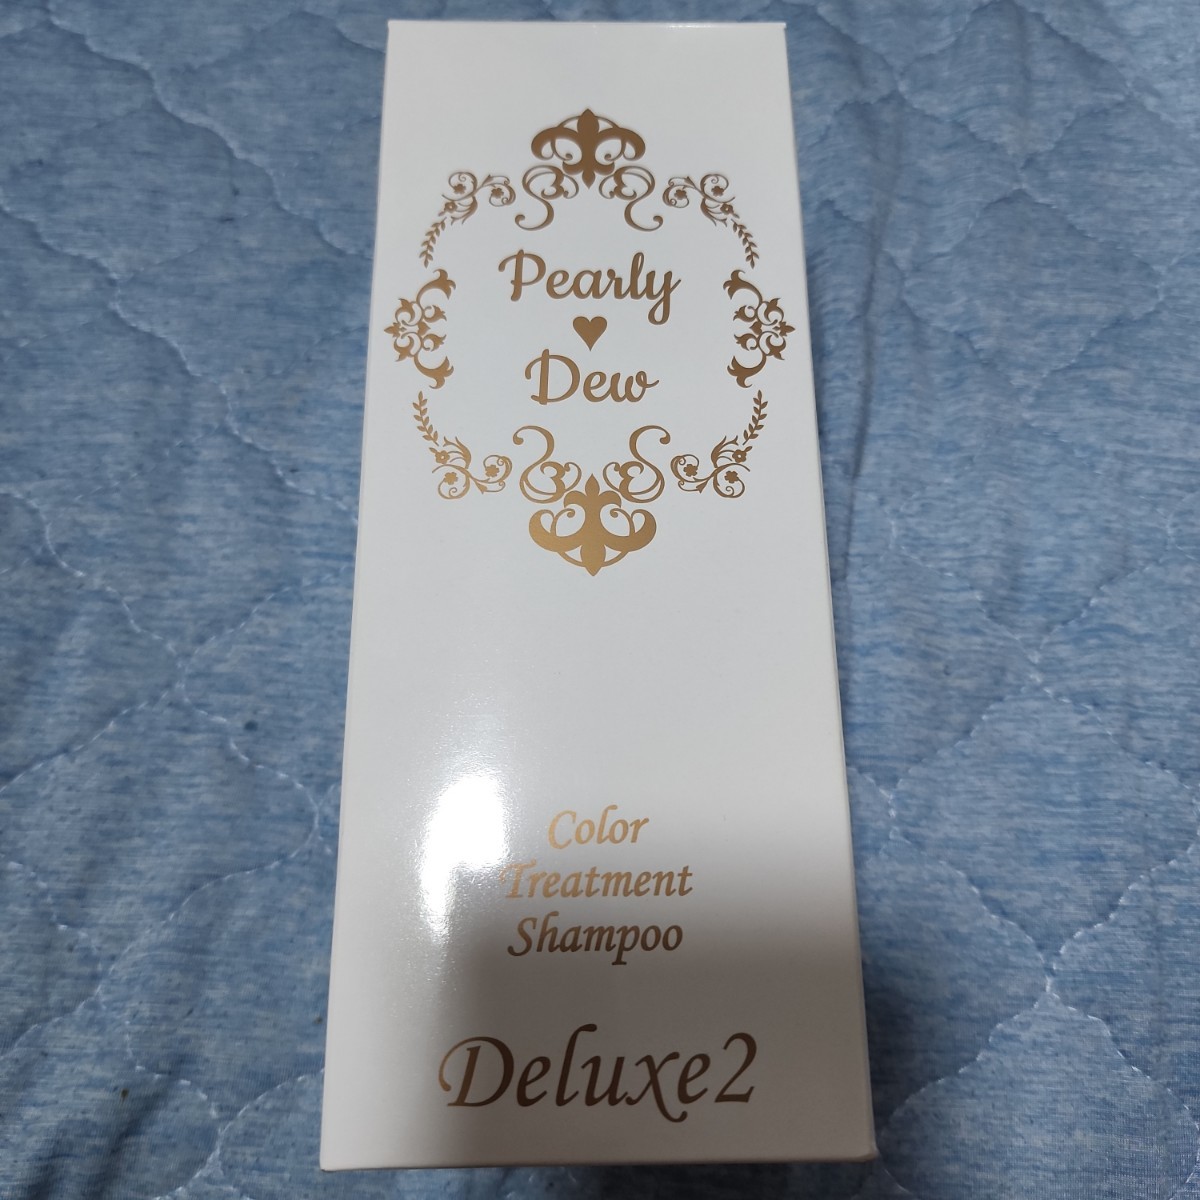 Pearly
♥
Dew
Color
Treatment
Shampoo
Deluxe2